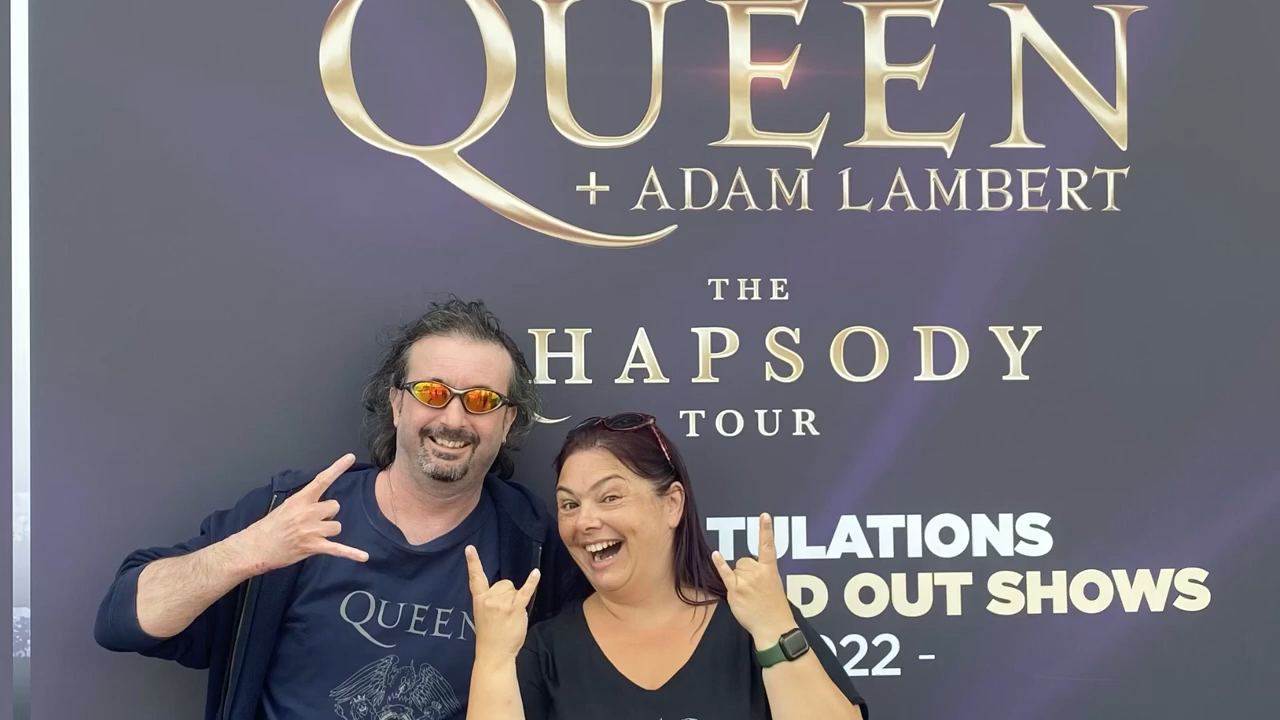 QUEEN
+ ADAM LAMBERT
THE
HAPSODY
TOUR
TULATIONS
D OUT SHOWS
022 -
QUEEN